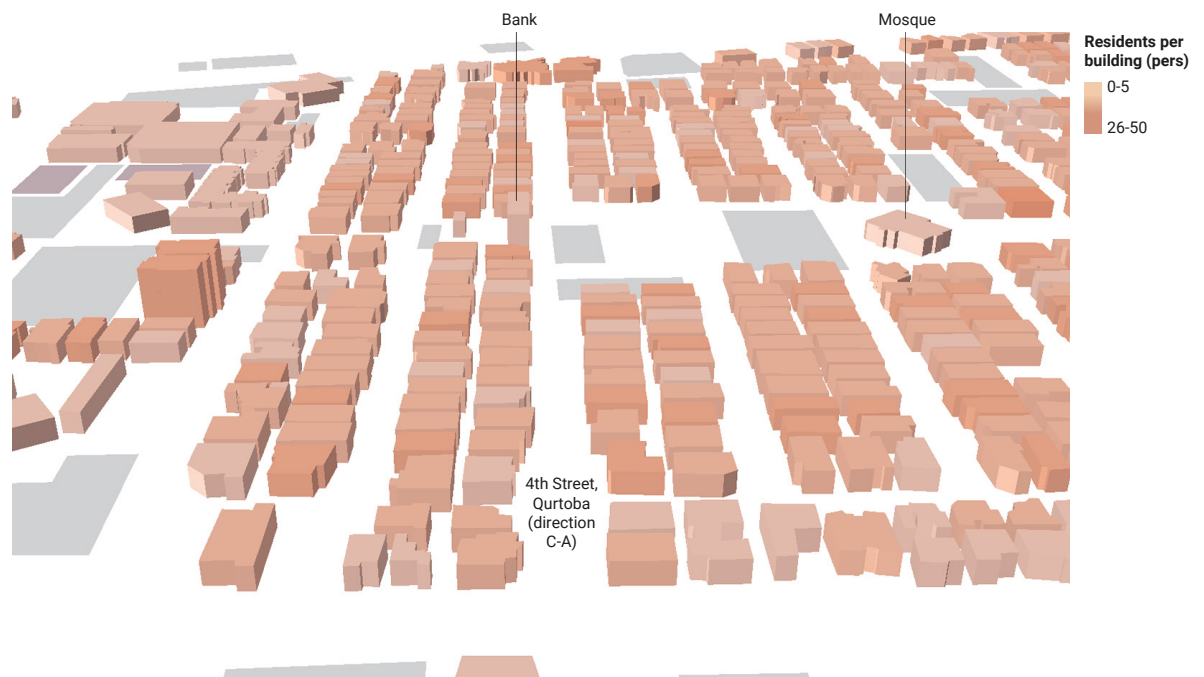 Bank
Mosque
Residents per
building (pers)
0-5
26-50
4th Street,
Qurtoba
(direction
C-A)